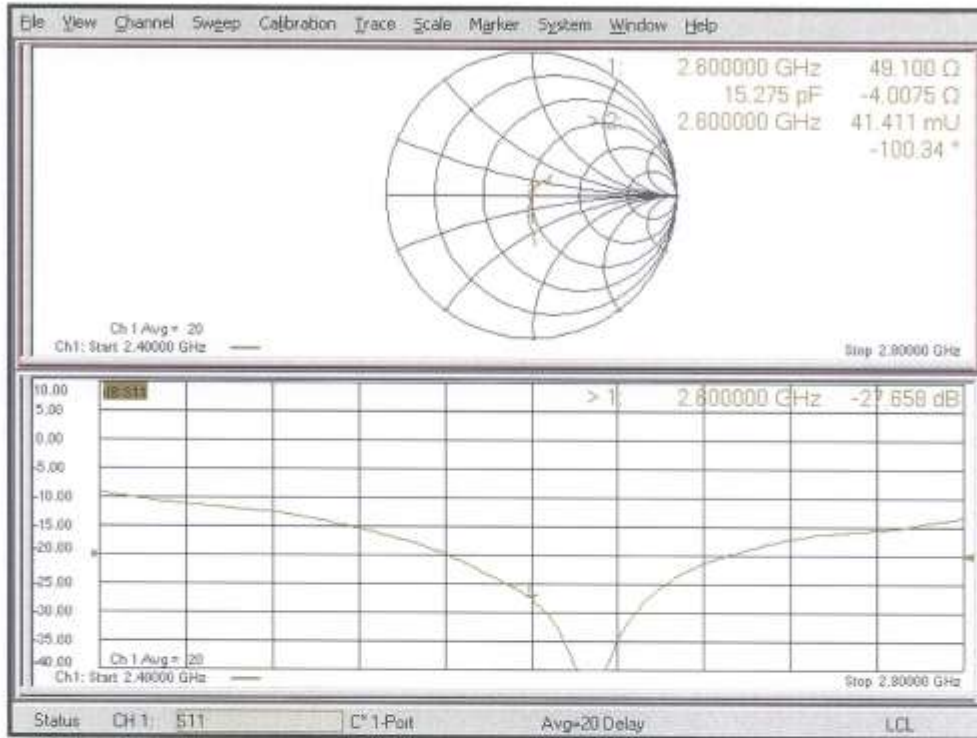 File View Channel Sweep Calibration Trace Scale Marker System Window Help
1: 2.600000 GHz 49.100 Ω
15.275 pF -4.0075 Ω
> 2: 2.600000 GHz 41.411 mU
-100.34 °
Ch 1 Avg = 20
Ch1: Start 2.40000 GHz
Stop 2.80000 GHz
10.00 dB-S11 > 1: 2.600000 GHz -27.658 dB
5.00
0.00
-5.00
-10.00
-15.00
-20.00
-25.00
-30.00
-35.00
-40.00
Ch 1 Avg = 20
Ch1: Start 2.40000 GHz
Stop 2.80000 GHz
Status CH 1: S11 C* 1-Port Avg=20 Delay LCL